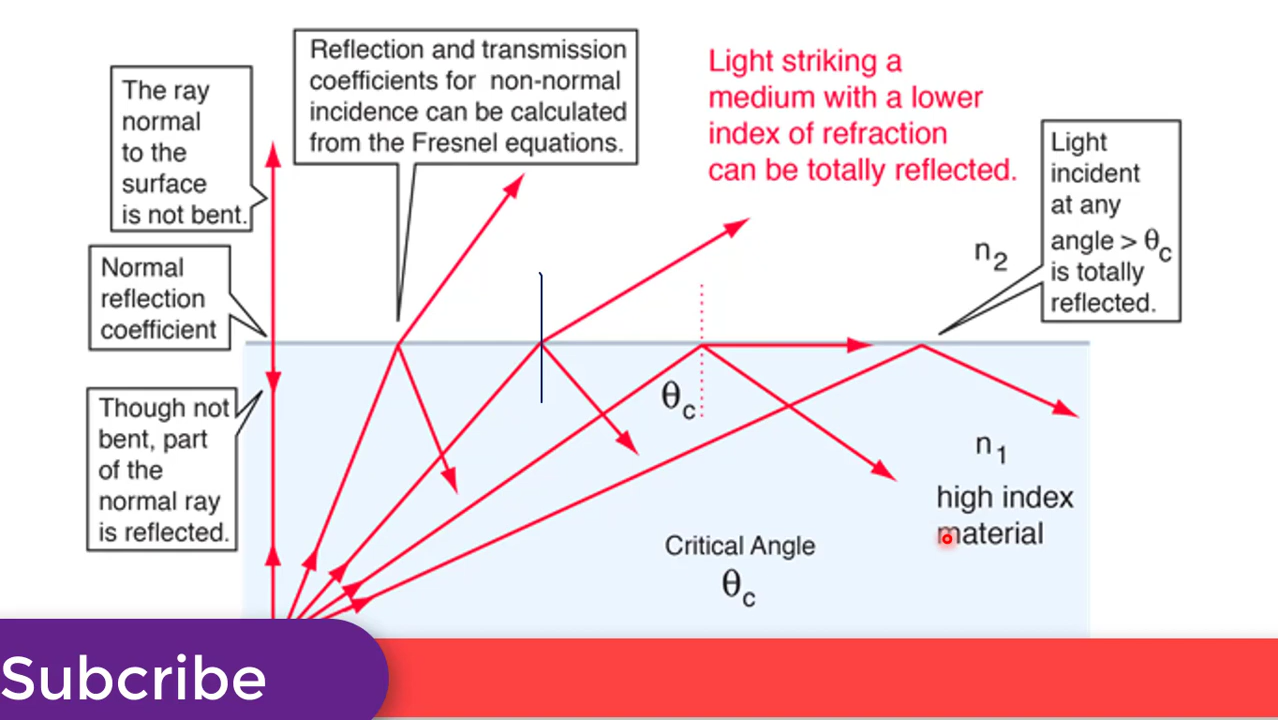 Reflection and transmission
coefficients for non-normal
incidence can be calculated
from the Fresnel equations.
Light striking a
medium with a lower
index of refraction
can be totally reflected.
The ray
normal
to the
surface
is not bent.
Light
incident
at any
angle > θc
is totally
reflected.
n2
Normal
reflection
coefficient
Though not
bent, part
of the
normal ray
is reflected.
θc
n1
high index
material
Critical Angle
θc
Subcribe